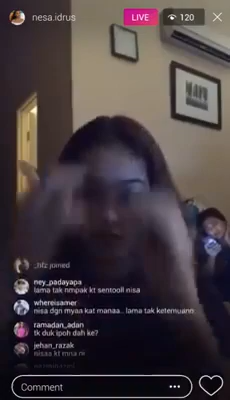 nesa.idrus
LIVE
120
MAYO
_hfz joined
ney_padayapa
lama tak nmpak kt sentooll nisa
whereisamer
nisa dgn myaa kat manaa.. lama tak ketemuann
ramadan_adan
tk duk ipoh dah ke?
jehan_razak
nisaa kt mna ni
Comment